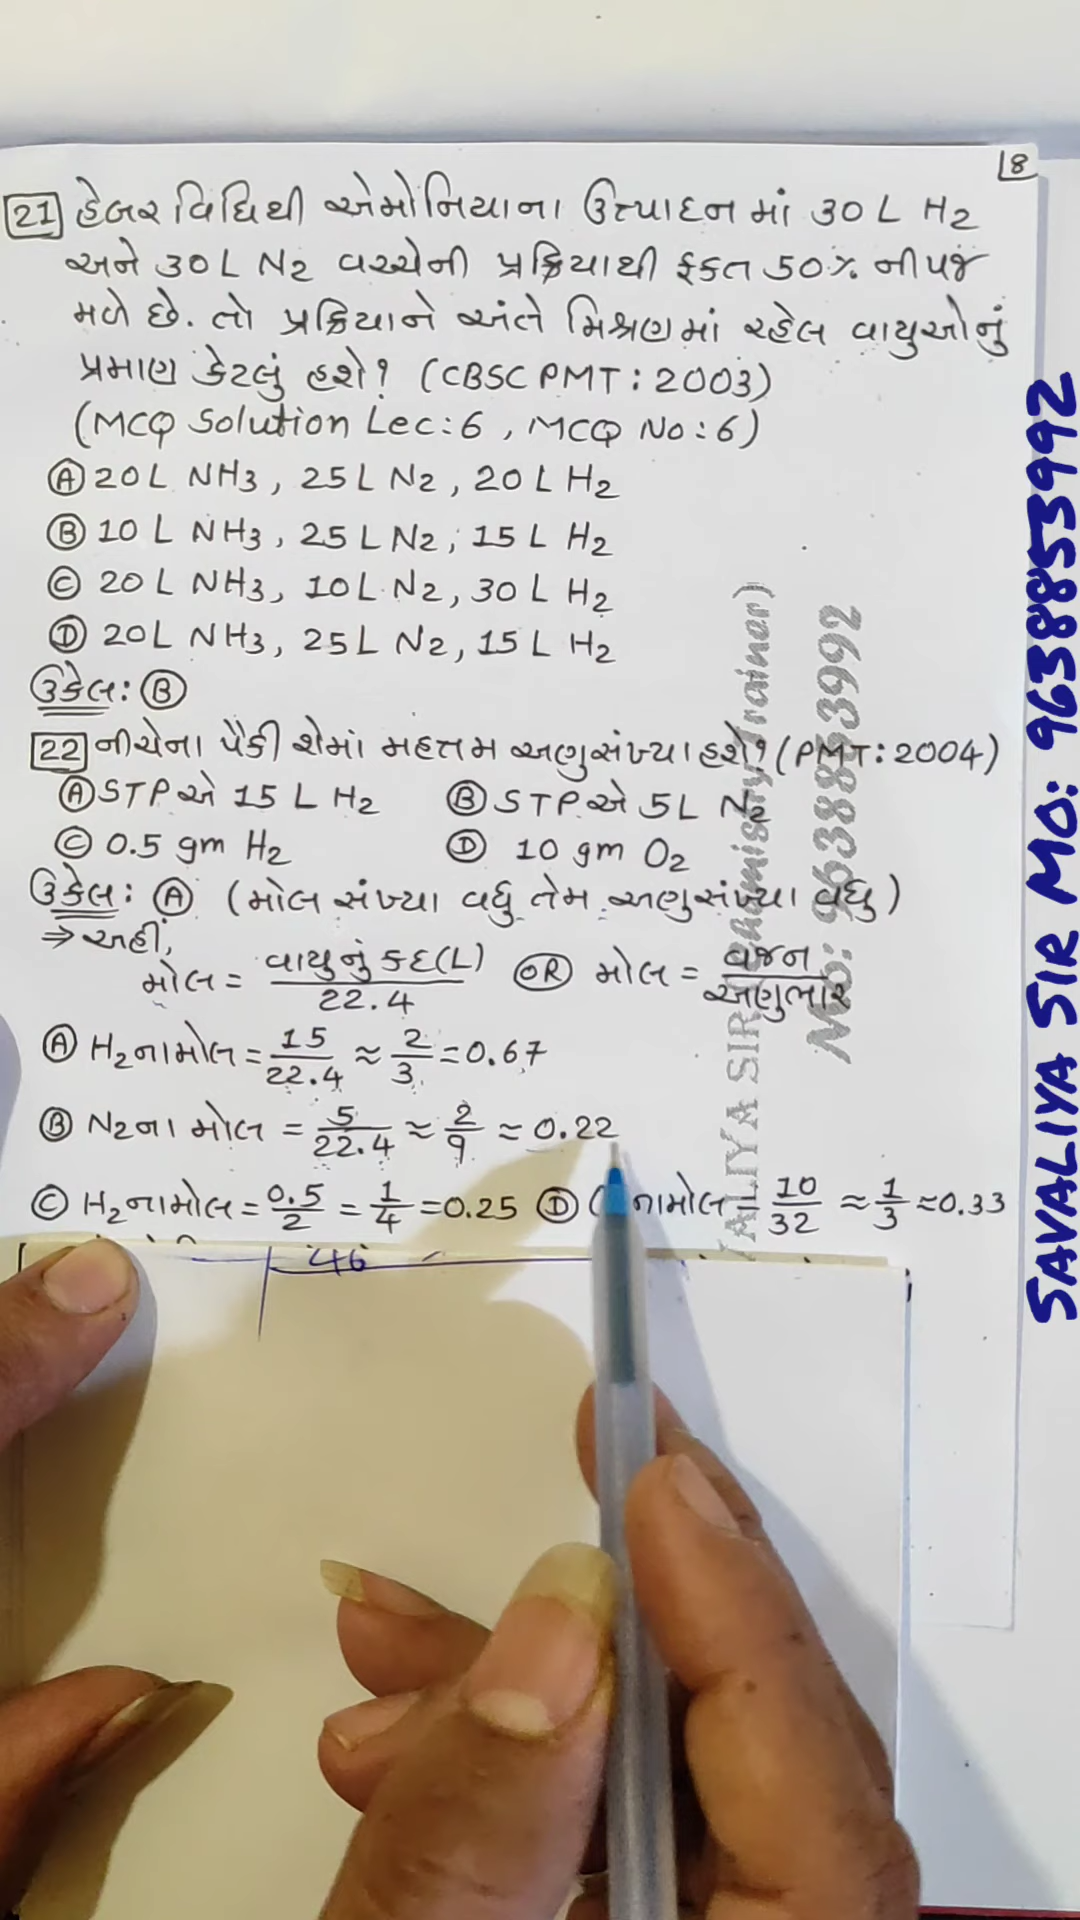 18
21 હેબર વિધિથી એમોનિયાના ઉત્પાદનમાં 30 L H2
અને 30 L N2 વચ્ચેની પ્રક્રિયાથી ફક્ત 50% નીપજ
મળે છે. તો પ્રક્રિયાને અંતે મિશ્રણમાં રહેલ વાયુઓનું
પ્રમાણ કેટલું હશે? (CBSC PMT: 2003)
(MCQ Solution Lec:6, MCQ No:6)
Ⓐ 20 L NH3, 25 L N2, 20 L H2
Ⓑ 10 L NH3, 25 L N2, 15 L H2
Ⓒ 20 L NH3, 10 L N2, 30 L H2
Ⓓ 20 L NH3, 25 L N2, 15 L H2
ઉકેલ: Ⓑ
22 નીચેના પૈકી શેમાં મહત્તમ અણુસંખ્યા હશે? (PMT: 2004)
Ⓐ STP એ 15 L H2 Ⓑ STP એ 5 L N2
Ⓒ 0.5 gm H2 Ⓓ 10 gm O2
ઉકેલ: Ⓐ (મોલ સંખ્યા વધુ તેમ અણુસંખ્યા વધુ)
⇒ અહીં,
મોલ = વાયુનું કદ(L) / 22.4 OR મોલ = વજન / અણુભાર
Ⓐ H2ના મોલ = 15/22.4 ≈ 2/3 = 0.67
Ⓑ N2ના મોલ = 5/22.4 ≈ 2/9 ≈ 0.22
Ⓒ H2ના મોલ = 0.5/2 = 1/4 = 0.25 Ⓓ ના મોલ = 10/32 ≈ 1/3 ≈ 0.33
46
SAVALIYA SIR MO: 9638853992
MO: 9638853992